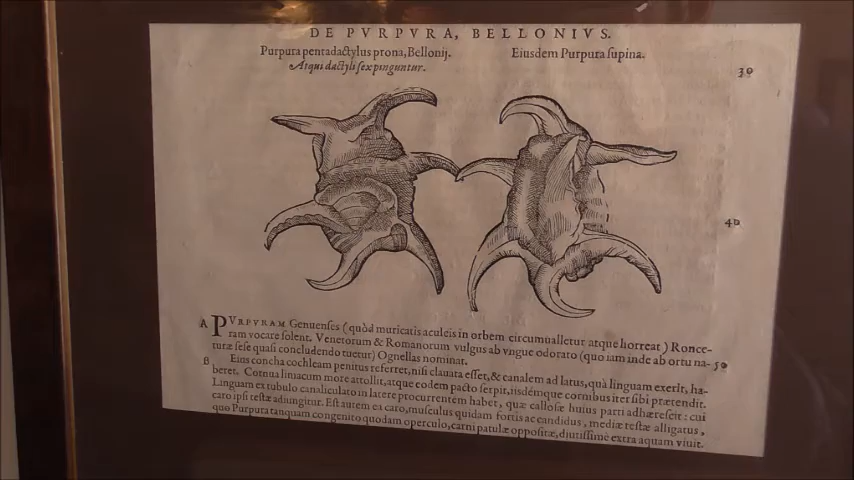 DE PVRPVRA, BELLONIVS.
Purpura pentadactylus prona, Bellonij.
Eiusdem Purpura supina.
Atqui dactyli sex pinguntur.
30
40
A PVRPVRAM Genuenses (quòd muricatis aculeis in orbem circumualletur atque horreat) Ronce-
ram vocare solent. Venetorum & Romanorum vulgus ab vngue odorato (quo iam inde ab ortu na-
50
turæ sese quasi concludendo tuetur) Ognellas nominat.
B Eius concha cochleam penitus referret, nisi clauata esset, & canalem ad latus, quà linguam exerit, ha-
beret. Cornua limacum more attollit, atque eodem pacto serpit, iisdémque cornibus iter sibi prætendit.
Linguam ex tubulo canaliculato in latere procurrentem habet, quæ callosæ huius parti adhærescit: cui
caro ipsi testæ adiungitur. Est autem ea caro, musculus quidam fortis ac candidus, mediæ testæ alligatus,
quo Purpura tanquam congenito quodam operculo, carni patulæ oppositæ, diutissimè extra aquam viuit.